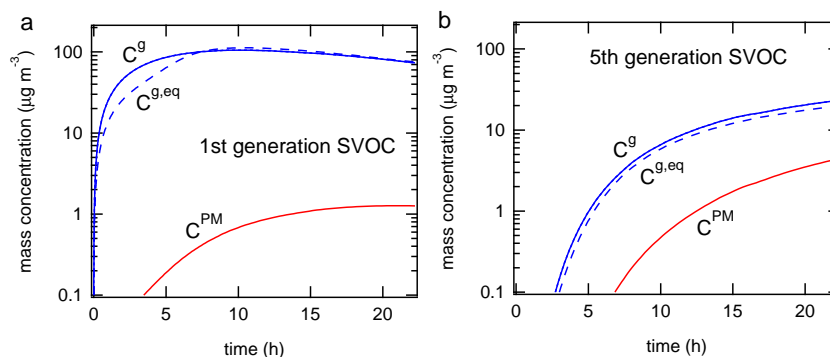 a
mass concentration (µg m⁻³)
100
10
1
0.1
C^g
C^g,eq
1st generation SVOC
C^PM
0
5
10
15
20
time (h)
b
mass concentration (µg m⁻³)
100
10
1
0.1
5th generation SVOC
C^g
C^g,eq
C^PM
0
5
10
15
20
time (h)